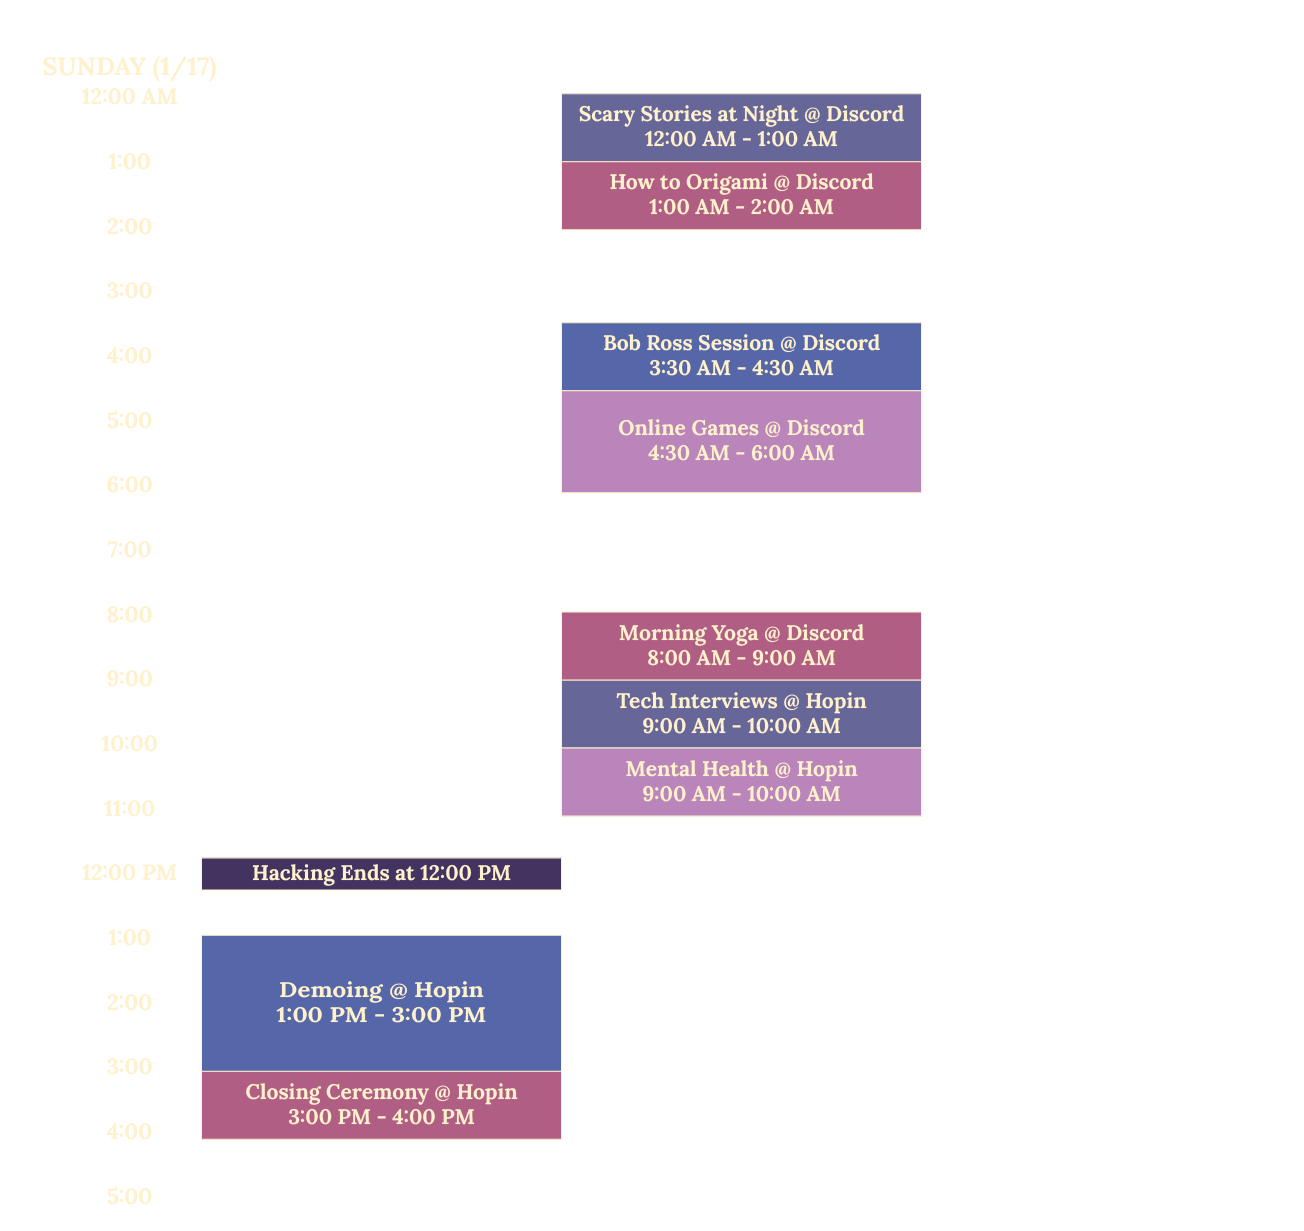 SUNDAY (1/17)
12:00 AM
Scary Stories at Night @ Discord
12:00 AM - 1:00 AM
1:00
How to Origami @ Discord
1:00 AM - 2:00 AM
2:00
3:00
Bob Ross Session @ Discord
3:30 AM - 4:30 AM
4:00
5:00
Online Games @ Discord
4:30 AM - 6:00 AM
6:00
7:00
8:00
Morning Yoga @ Discord
8:00 AM - 9:00 AM
9:00
Tech Interviews @ Hopin
9:00 AM - 10:00 AM
10:00
Mental Health @ Hopin
9:00 AM - 10:00 AM
11:00
12:00 PM
Hacking Ends at 12:00 PM
1:00
Demoing @ Hopin
1:00 PM - 3:00 PM
2:00
3:00
Closing Ceremony @ Hopin
3:00 PM - 4:00 PM
4:00
5:00